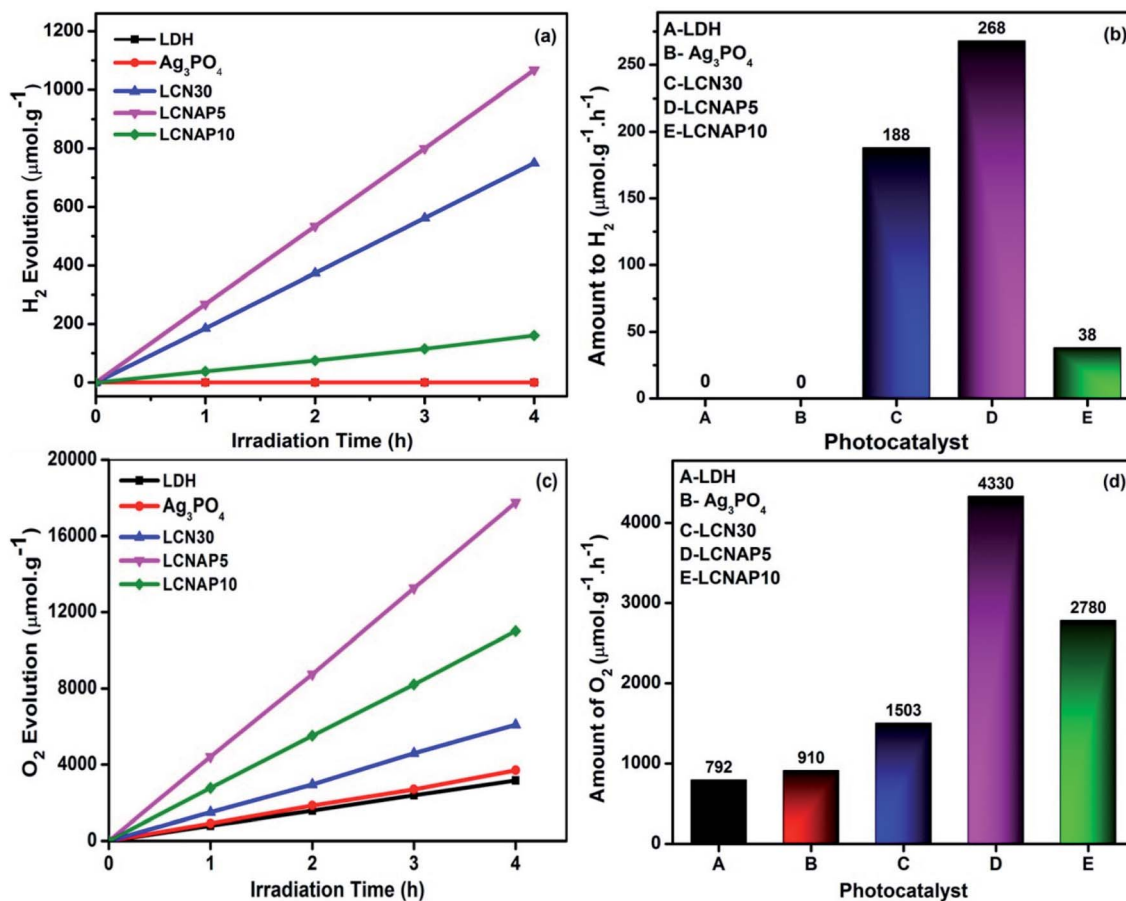 (a)
LDH
Ag₃PO₄
LCN30
LCNAP5
LCNAP10
H₂ Evolution (μmol.g⁻¹)
1200
1000
800
600
400
200
0
0 1 2 3 4
Irradiation Time (h)
(b)
A-LDH
B- Ag₃PO₄
C-LCN30
D-LCNAP5
E-LCNAP10
Amount to H₂ (μmol.g⁻¹.h⁻¹)
250
200
150
100
50
0
0 0 188 268 38
A B C D E
Photocatalyst
(c)
LDH
Ag₃PO₄
LCN30
LCNAP5
LCNAP10
O₂ Evolution (μmol.g⁻¹)
20000
16000
12000
8000
4000
0
0 1 2 3 4
Irradiation Time (h)
(d)
A-LDH
B- Ag₃PO₄
C-LCN30
D-LCNAP5
E-LCNAP10
Amount of O₂ (μmol.g⁻¹.h⁻¹)
4000
3000
2000
1000
0
792 910 1503 4330 2780
A B C D E
Photocatalyst